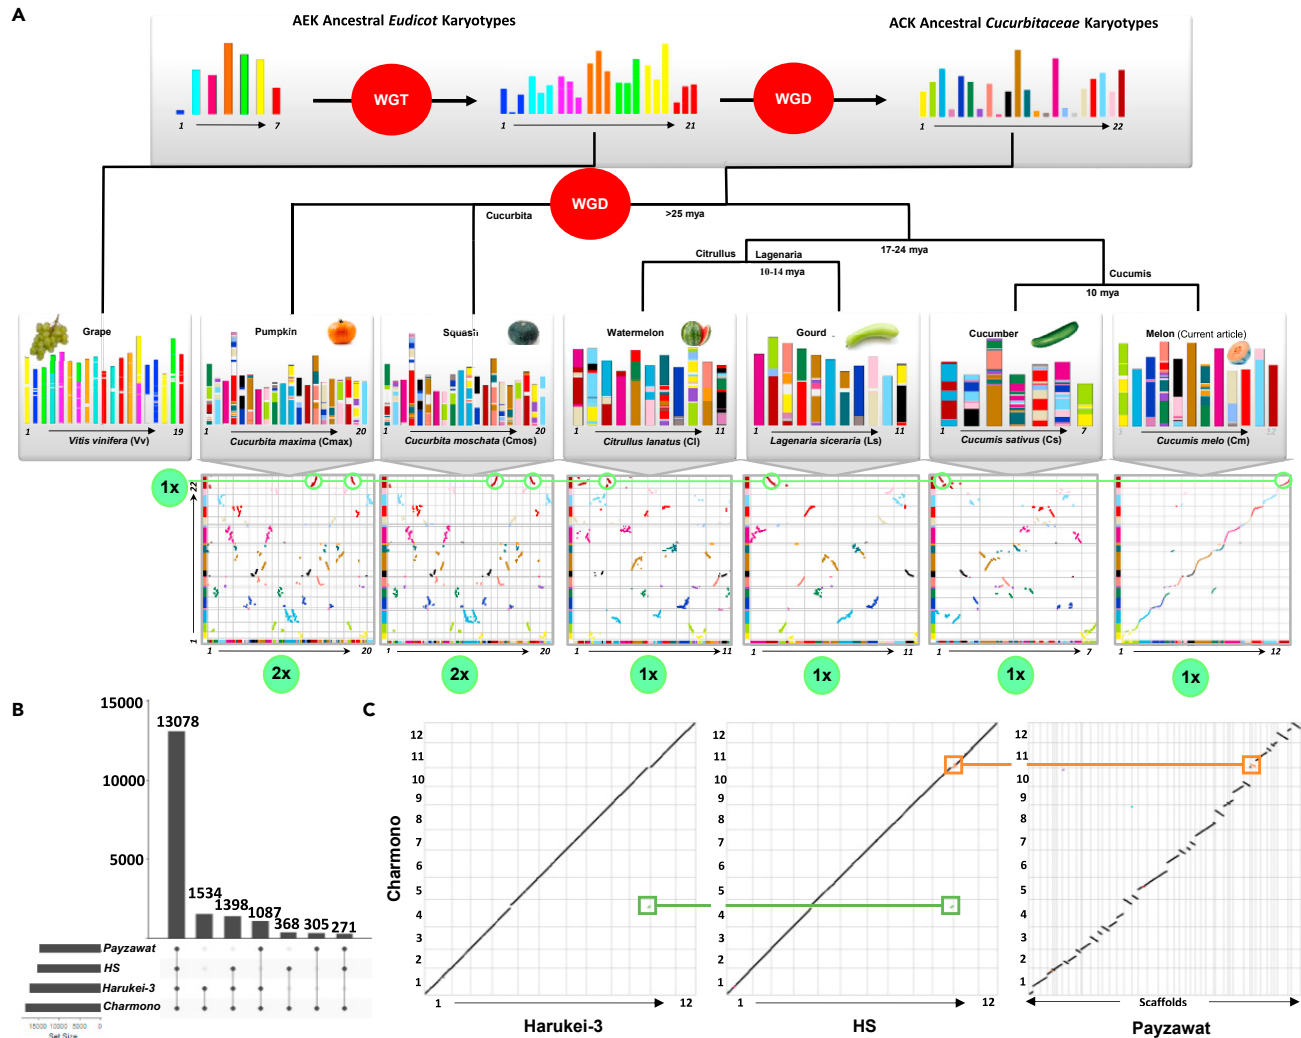 A
AEK Ancestral Eudicot Karyotypes
ACK Ancestral Cucurbitaceae Karyotypes
WGT
WGD
1 7
1 21
1 22
WGD
Cucurbita
>25 mya
17-24 mya
Citrullus
Lagenaria
10-14 mya
Cucumis
10 mya
Grape
Pumpkin
Squash
Watermelon
Gourd
Cucumber
Melon (Current article)
1 19
1 20
1 20
1 11
1 11
1 7
1 12
Vitis vinifera (Vv)
Cucurbita maxima (Cmax)
Cucurbita moschata (Cmos)
Citrullus lanatus (Cl)
Lagenaria siceraria (Ls)
Cucumis sativus (Cs)
Cucumis melo (Cm)
1x
22
1
1 20
1 20
1 11
1 11
1 7
1 12
2x
2x
1x
1x
1x
1x
B
15000
10000
5000
13078
1534
1398
1087
368
305
271
Payzawat
HS
Harukei-3
Charmono
15000 10000 5000 0
Set Size
C
Charmono
12
11
10
9
8
7
6
5
4
3
2
1
1 12
Harukei-3
12
11
10
9
8
7
6
5
4
3
2
1
1 12
HS
12
11
10
9
8
7
6
5
4
3
2
1
Scaffolds
Payzawat